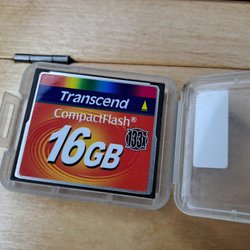 Transcend
CompactFlash®
133x
16GB